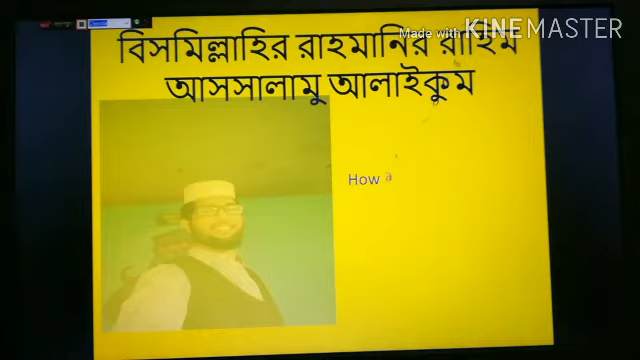 Made with KINEMASTER
বিসমিল্লাহির রাহমানির রাহিম
আসসালামু আলাইকুম
How a